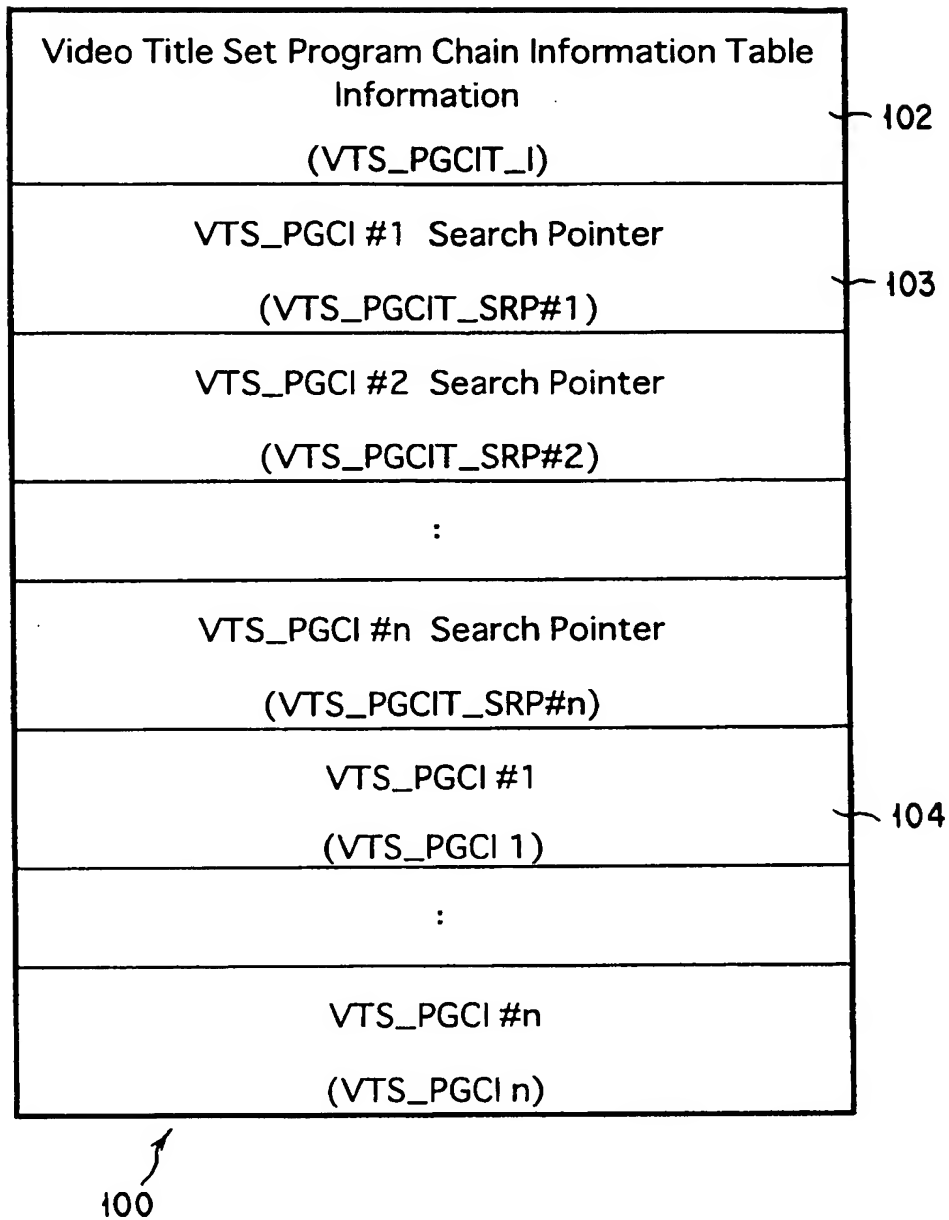 Video Title Set Program Chain Information Table
Information
(VTS_PGCIT_I)
102
VTS_PGCI #1 Search Pointer
(VTS_PGCIT_SRP#1)
103
VTS_PGCI #2 Search Pointer
(VTS_PGCIT_SRP#2)
:
VTS_PGCI #n Search Pointer
(VTS_PGCIT_SRP#n)
VTS_PGCI #1
(VTS_PGCI 1)
104
:
VTS_PGCI #n
(VTS_PGCI n)
100